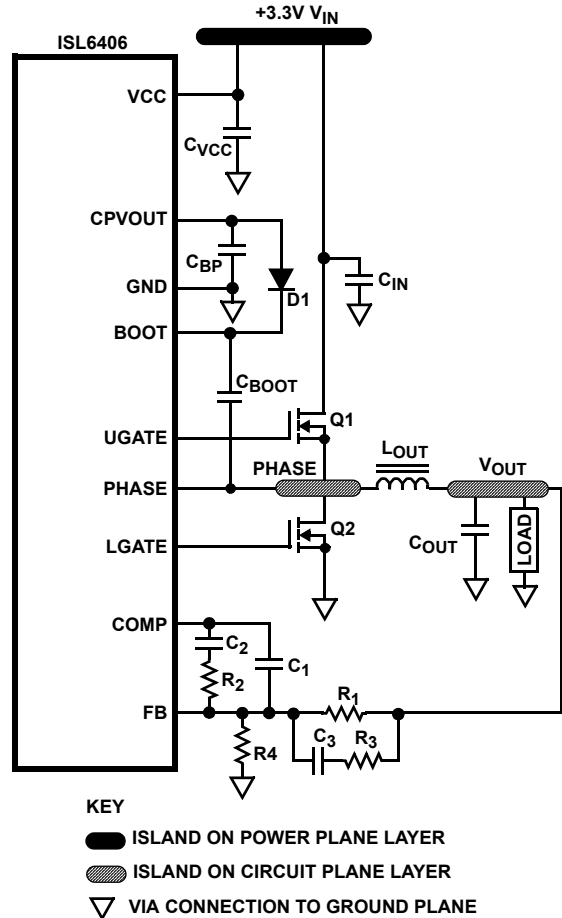 +3.3V VIN
ISL6406
VCC
CVCC
CPVOUT
CBP
D1
CIN
GND
BOOT
CBOOT
Q1
UGATE
LOUT
PHASE
PHASE
VOUT
Q2
COUT
LOAD
LGATE
COMP
C2
C1
R2
R1
FB
C3
R3
R4
KEY
ISLAND ON POWER PLANE LAYER
ISLAND ON CIRCUIT PLANE LAYER
VIA CONNECTION TO GROUND PLANE